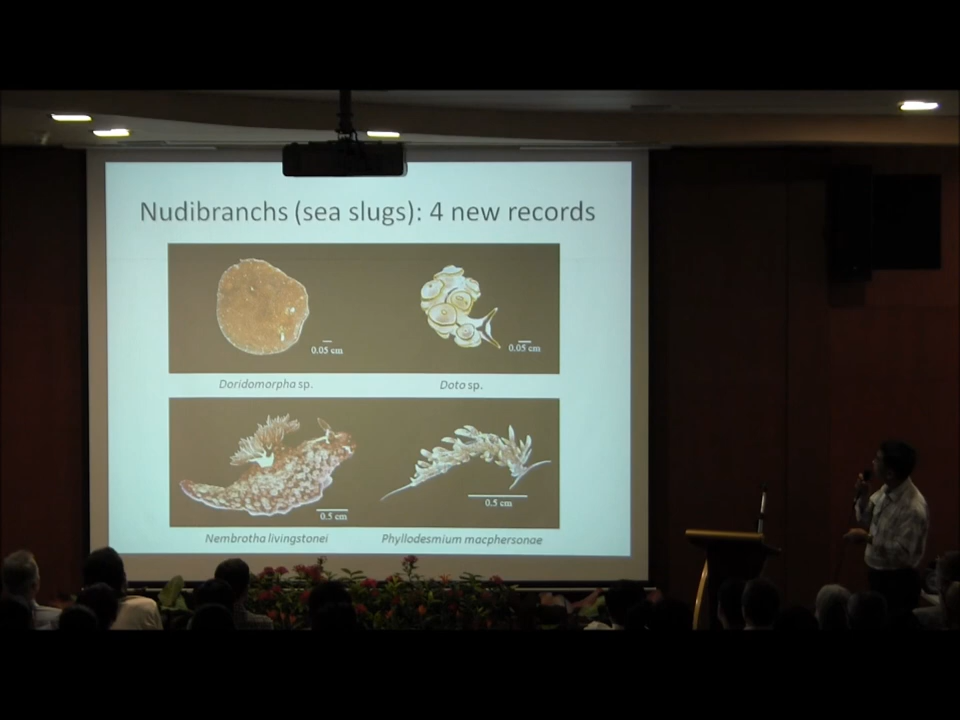 Nudibranchs (sea slugs): 4 new records
0.05 cm
0.05 cm
Doridomorpha sp.
Doto sp.
0.5 cm
0.5 cm
Nembrotha livingstonei
Phyllodesmium macphersonae